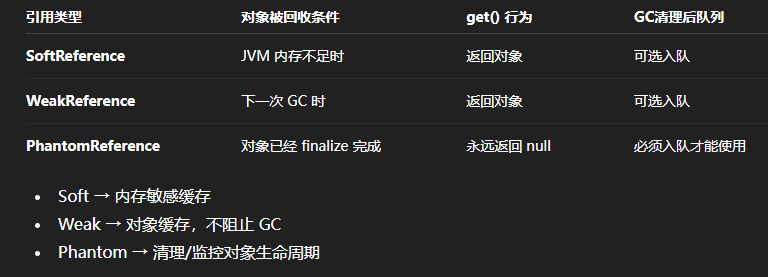 引用类型 对象被回收条件 get() 行为 GC清理后队列
SoftReference JVM 内存不足时 返回对象 可选入队
WeakReference 下一次 GC 时 返回对象 可选入队
PhantomReference 对象已经 finalize 完成 永远返回 null 必须入队才能使用
• Soft → 内存敏感缓存
• Weak → 对象缓存，不阻止 GC
• Phantom → 清理/监控对象生命周期